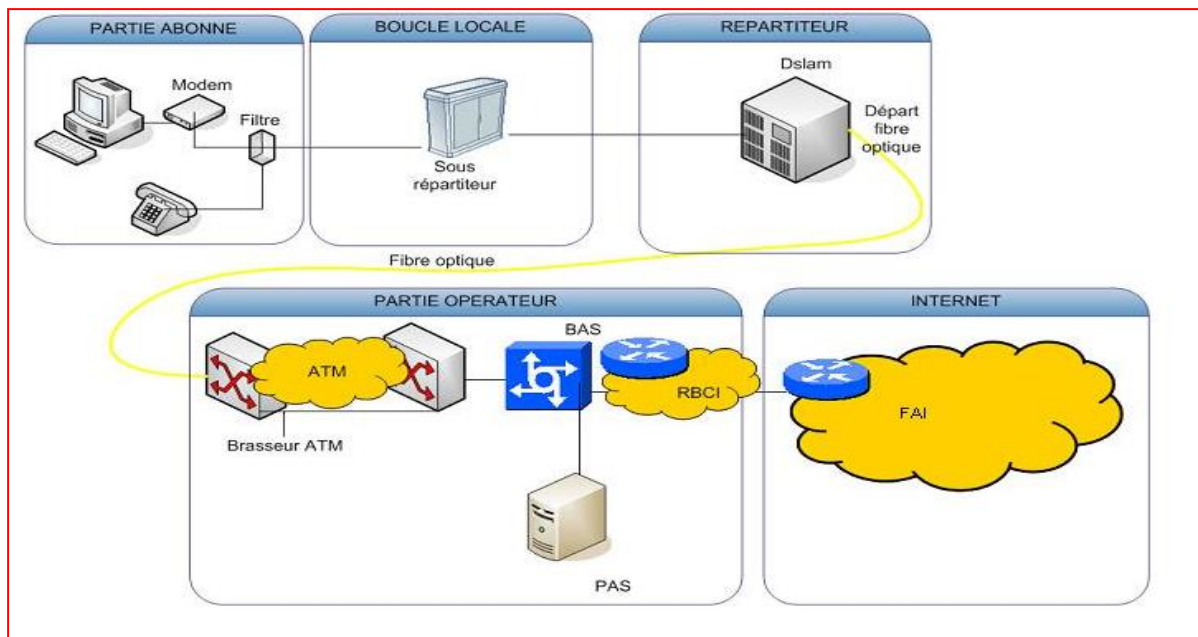 PARTIE ABONNE
Modem
Filtre
BOUCLE LOCALE
Sous
répartiteur
REPARTITEUR
Dslam
Départ
fibre
optique
Fibre optique
PARTIE OPERATEUR
ATM
Brasseur ATM
BAS
RBCI
PAS
INTERNET
FAI